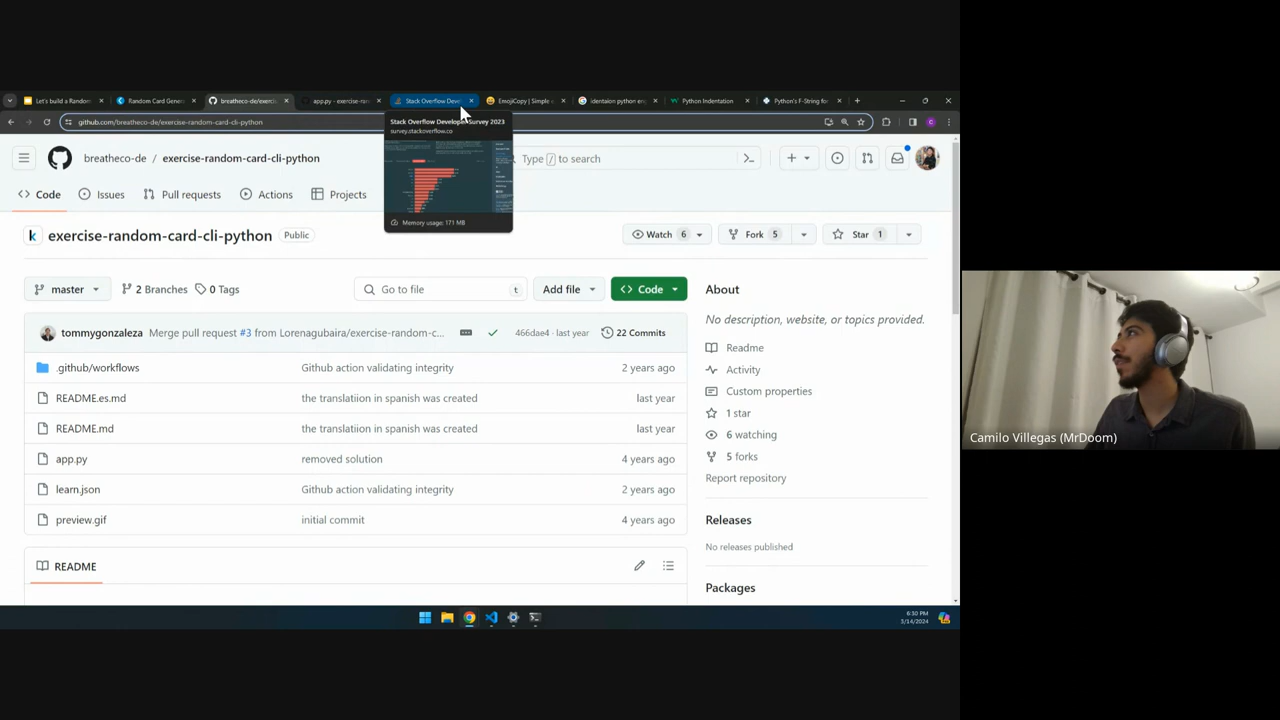 Let's build a Random
Random Card Gener
breatheco-de/exerci
app.py - exercise-ran
Stack Overflow Devel
EmojiCopy | Simple
identaion python en
Python Indentation
Python's F-String for
github.com/breatheco-de/exercise-random-card-cli-python
Stack Overflow Developer Survey 2023
survey.stackoverflow.co
Memory usage: 171 MB
breatheco-de / exercise-random-card-cli-python
Type / to search
Code
Issues
Pull requests
Actions
Projects
k
exercise-random-card-cli-python
Public
Watch 6
Fork 5
Star 1
master
2 Branches
0 Tags
Go to file
t
Add file
Code
About
No description, website, or topics provided.
tommygonzaleza Merge pull request #3 from Lorenagubaira/exercise-random-c...
466dae4 · last year
22 Commits
.github/workflows
Github action validating integrity
2 years ago
README.es.md
the translatiion in spanish was created
last year
README.md
the translatiion in spanish was created
last year
app.py
removed solution
4 years ago
learn.json
Github action validating integrity
2 years ago
preview.gif
initial commit
4 years ago
README
Readme
Activity
Custom properties
1 star
6 watching
5 forks
Report repository
Releases
No releases published
Packages
6:30 PM
3/14/2024
Camilo Villegas (MrDoom)